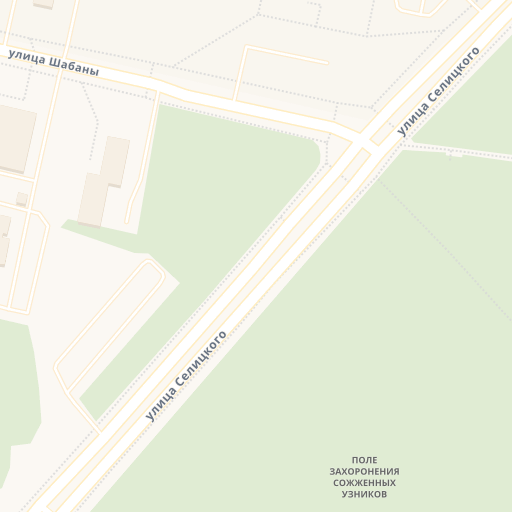 улица Шабаны
улица Селицкого
улица Селицкого
ПОЛЕ
ЗАХОРОНЕНИЯ
СОЖЖЕННЫХ
УЗНИКОВ